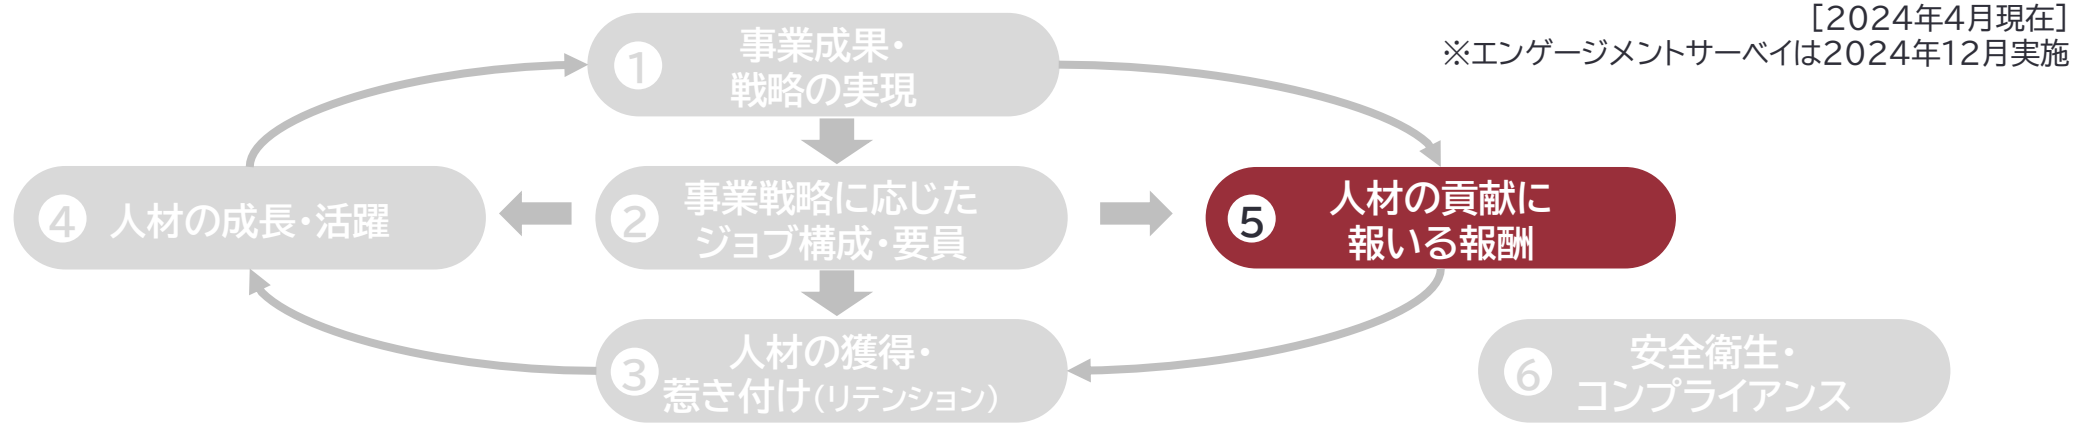 [2024年4月現在]
※エンゲージメントサーベイは2024年12月実施
1
事業成果・
戦略の実現
2
事業戦略に応じた
ジョブ構成・要員
3
人材の獲得・
惹き付け(リテンション)
4
人材の成長・活躍
5
人材の貢献に
報いる報酬
6
安全衛生・
コンプライアンス